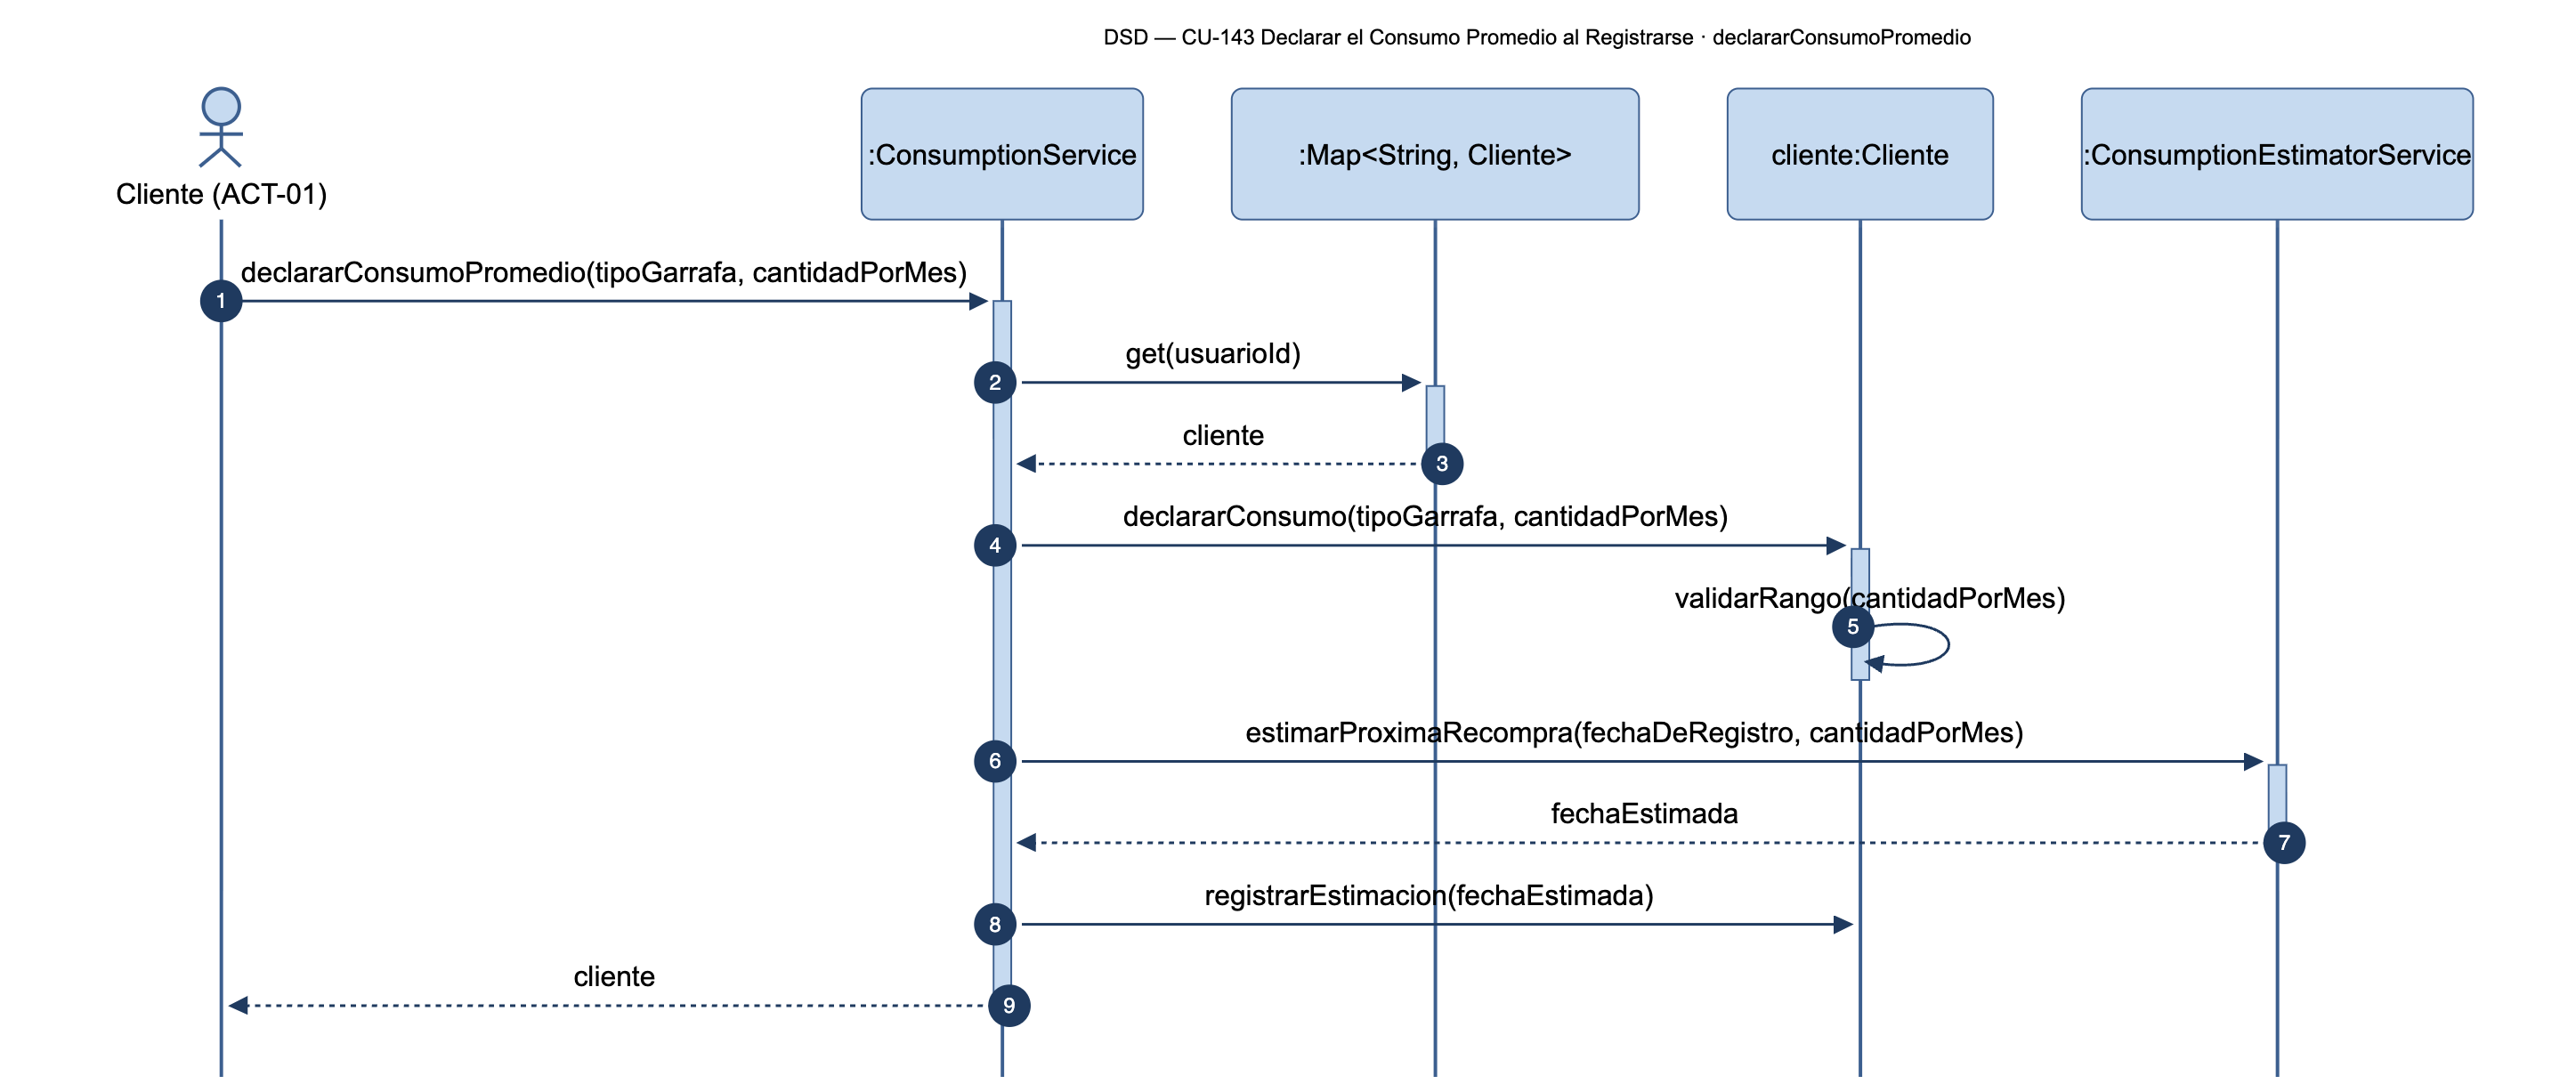 DSD — CU-143 Declarar el Consumo Promedio al Registrarse · declararConsumoPromedio
Cliente (ACT-01)
:ConsumptionService
:Map<String, Cliente>
cliente:Cliente
:ConsumptionEstimatorService
declararConsumoPromedio(tipoGarrafa, cantidadPorMes)
1
get(usuarioId)
2
cliente
3
declararConsumo(tipoGarrafa, cantidadPorMes)
4
validarRango(cantidadPorMes)
5
estimarProximaRecompra(fechaDeRegistro, cantidadPorMes)
6
fechaEstimada
7
registrarEstimacion(fechaEstimada)
8
cliente
9